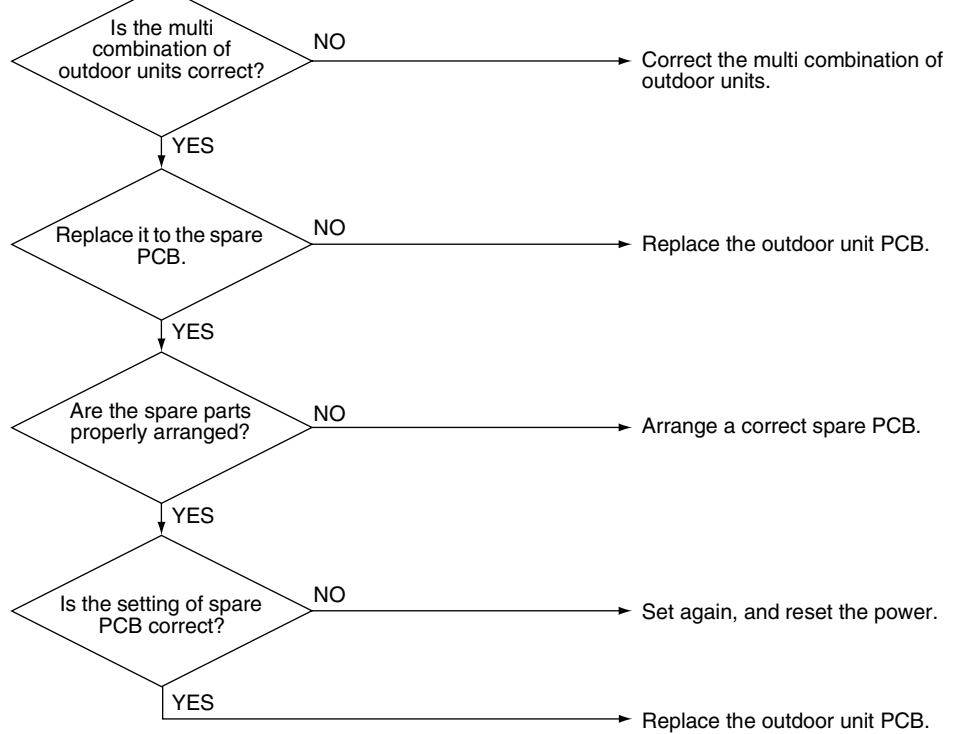 Is the multi
combination of
outdoor units correct?
NO
Correct the multi combination of
outdoor units.
YES
Replace it to the spare
PCB.
NO
Replace the outdoor unit PCB.
YES
Are the spare parts
properly arranged?
NO
Arrange a correct spare PCB.
YES
Is the setting of spare
PCB correct?
NO
Set again, and reset the power.
YES
Replace the outdoor unit PCB.